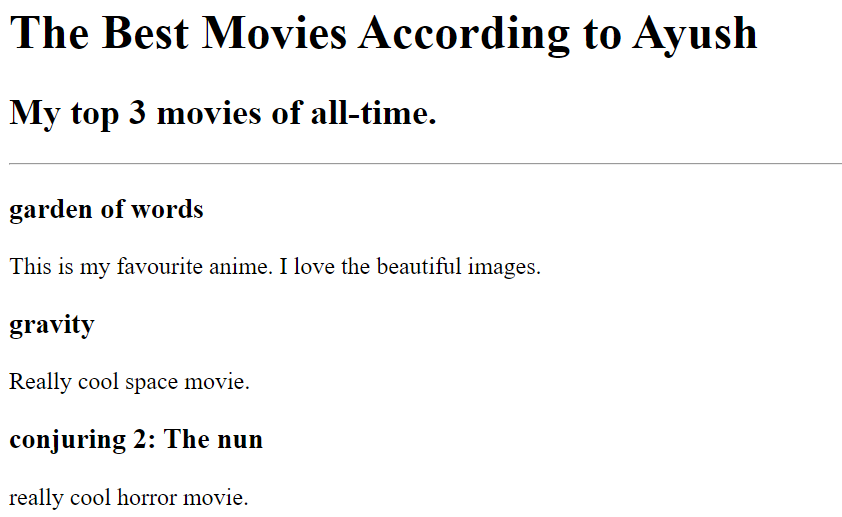 The Best Movies According to Ayush
My top 3 movies of all-time.
garden of words
This is my favourite anime. I love the beautiful images.
gravity
Really cool space movie.
conjuring 2: The nun
really cool horror movie.